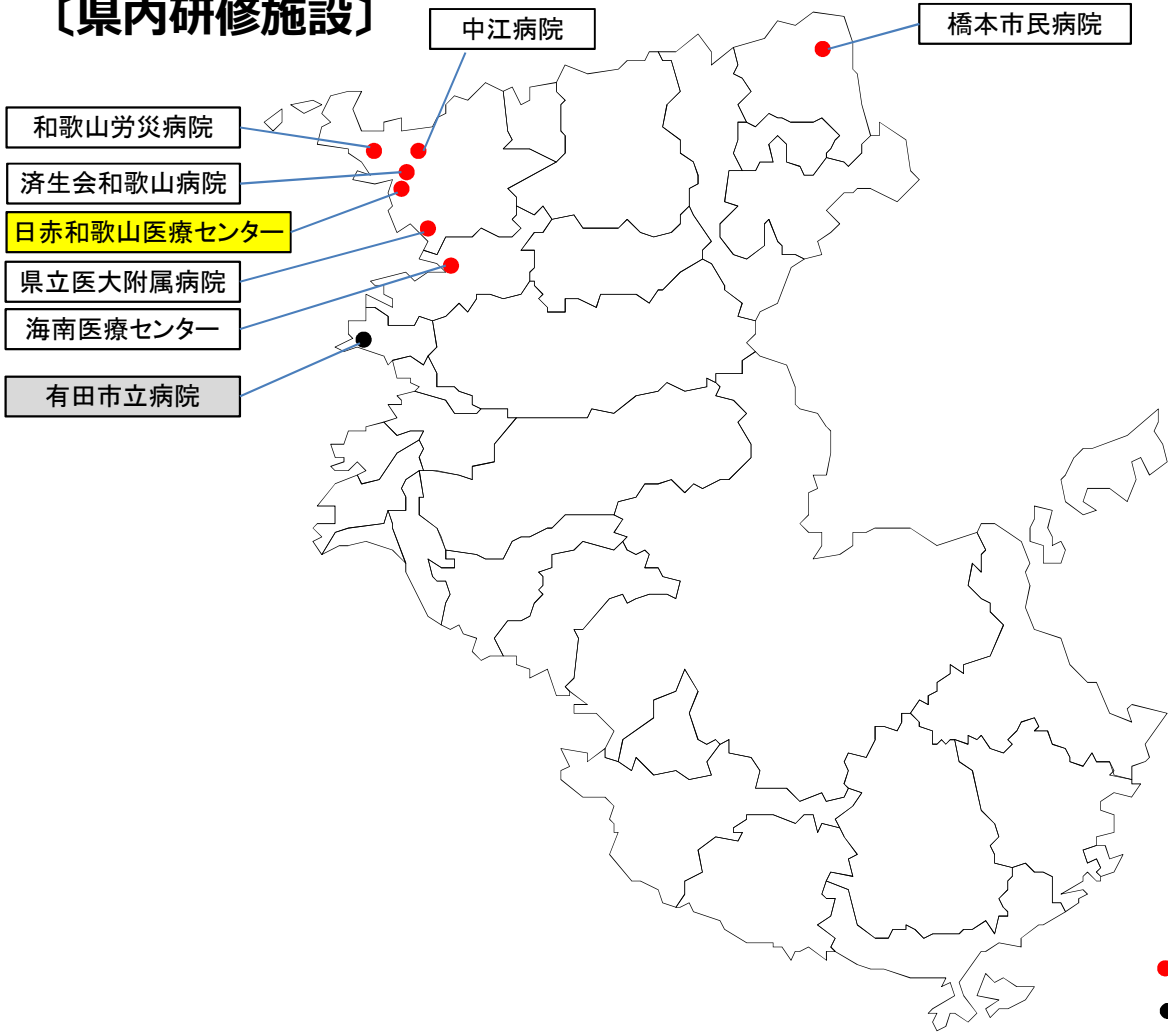 〔県内研修施設〕
中江病院
橋本市民病院
和歌山労災病院
済生会和歌山病院
日赤和歌山医療センター
県立医大附属病院
海南医療センター
有田市立病院